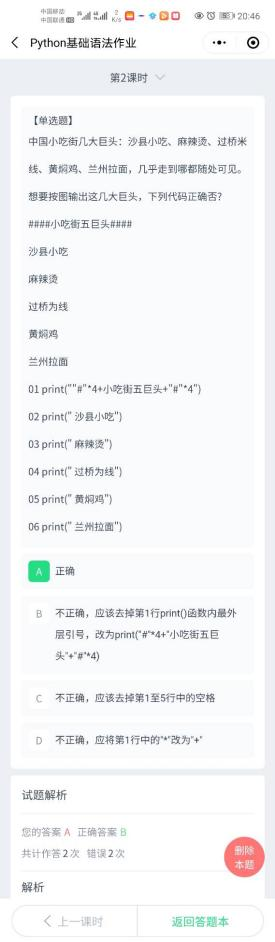 中国移动
中国联通 HD
2
K/s
20:46
Python基础语法作业
第2课时
【单选题】
中国小吃街几大巨头：沙县小吃、麻辣烫、过桥米
线、黄焖鸡、兰州拉面，几乎走到哪都随处可见。
想要按图输出这几大巨头，下列代码正确否？
####小吃街五巨头####
沙县小吃
麻辣烫
过桥为线
黄焖鸡
兰州拉面
01 print(""#"*4+小吃街五巨头+"#"*4")
02 print(" 沙县小吃")
03 print(" 麻辣烫")
04 print(" 过桥为线")
05 print(" 黄焖鸡")
06 print(" 兰州拉面")
A 正确
B 不正确，应该去掉第1行print()函数内最外
层引号，改为print("#"*4+"小吃街五巨
头"+"#"*4)
C 不正确，应该去掉第1至5行中的空格
D 不正确，应将第1行中的"*"改为"+"
试题解析
您的答案 A 正确答案 B
共计作答 2 次 错误 2 次
删除
本题
解析
上一课时
返回答题本